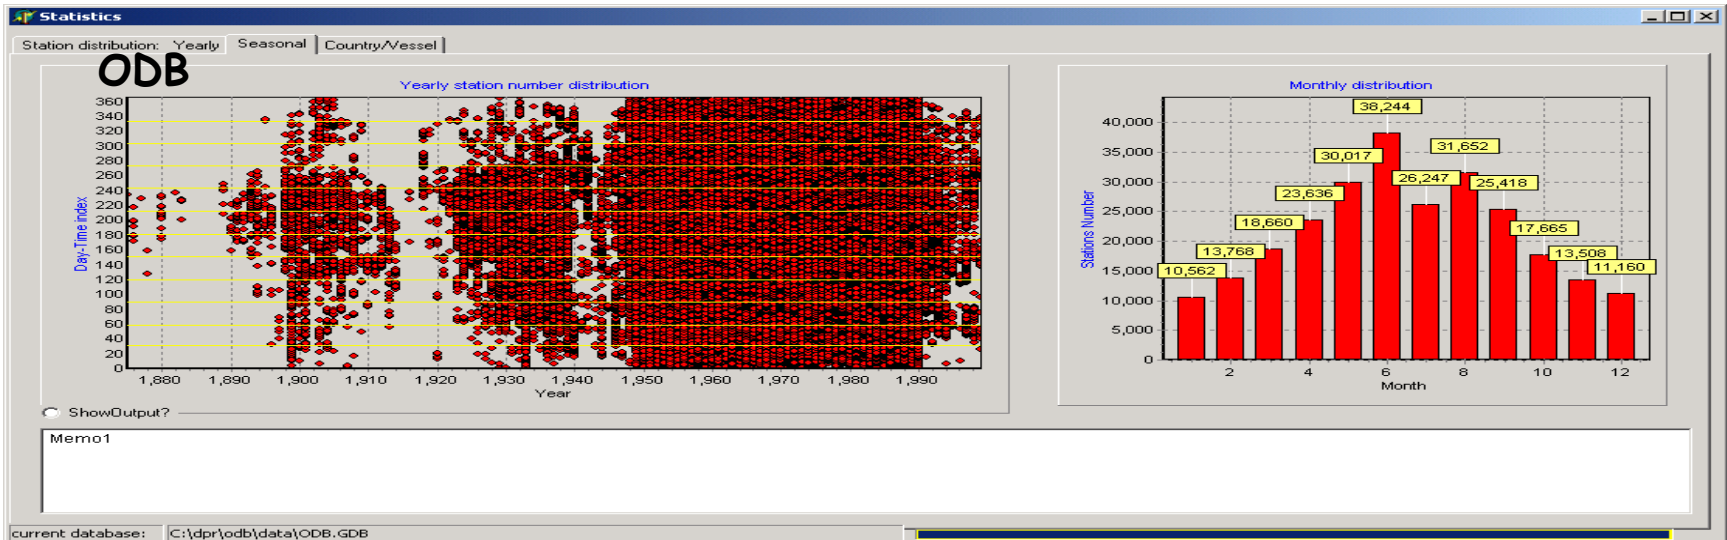 Statistics
Station distribution: Yearly Seasonal Country/Vessel
ODB
Yearly station number distribution
360
340
320
300
280
260
240
220
200
180
160
140
120
100
80
60
40
20
0
Day-Time index
1,880 1,890 1,900 1,910 1,920 1,930 1,940 1,950 1,960 1,970 1,980 1,990
Year
Monthly distribution
40,000
35,000
30,000
25,000
20,000
15,000
10,000
5,000
0
Stations Number
10,562
13,768
18,660
23,636
30,017
38,244
26,247
31,652
25,418
17,665
13,508
11,160
2 4 6 8 10 12
Month
ShowOutput?
Memo1
current database: C:\dpr\odb\data\ODB.GDB